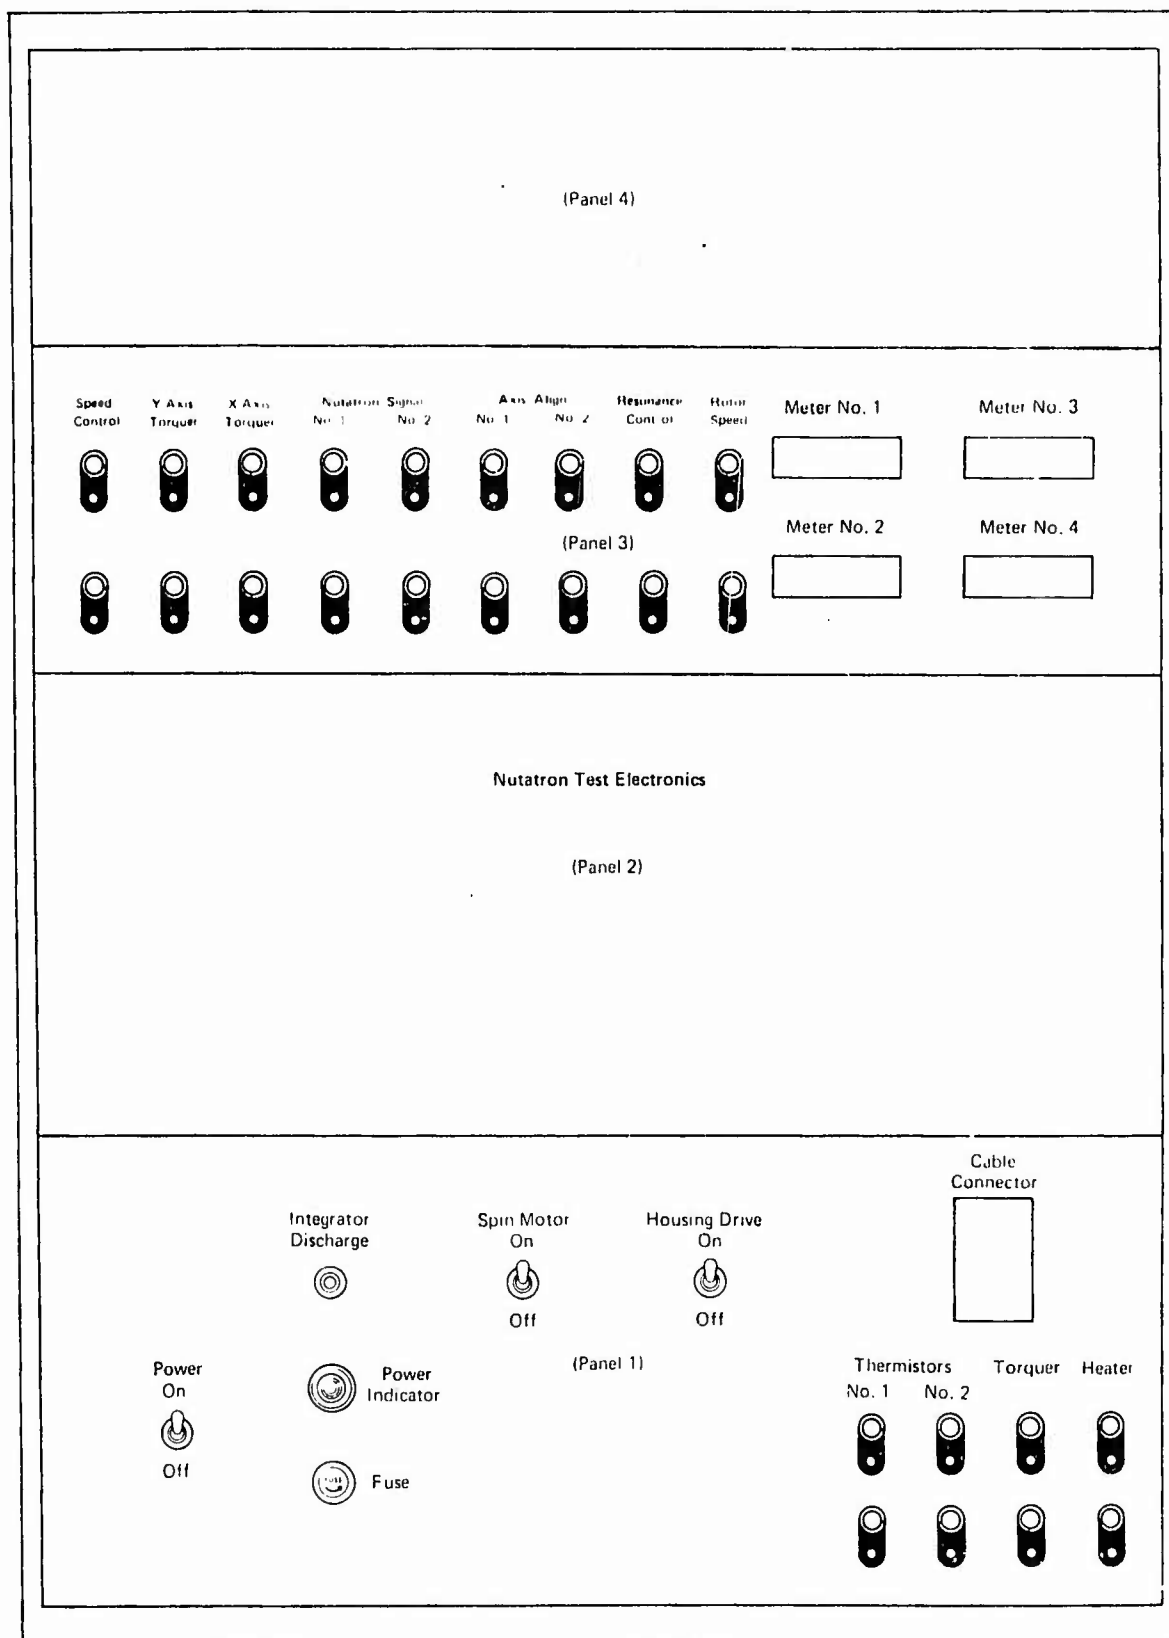 (Panel 4)
Speed Control
Y Axis Torquer
X Axis Torquer
Nutatron Signal
No. 1 No. 2
Axis Align
No. 1 No. 2
Resonance Control
Rotor Speed
Meter No. 1
Meter No. 3
Meter No. 2
Meter No. 4
(Panel 3)
Nutatron Test Electronics
(Panel 2)
Cable
Connector
Integrator
Discharge
Spin Motor
On
Off
Housing Drive
On
Off
(Panel 1)
Power
On
Off
Power
Indicator
Fuse
Thermistors
No. 1 No. 2
Torquer
Heater